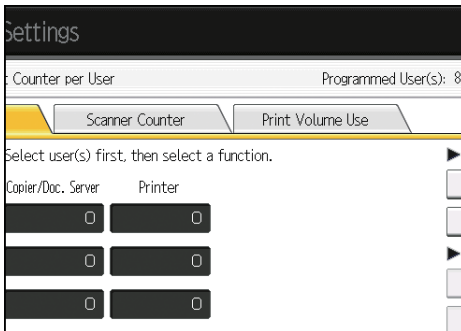 Settings
: Counter per User Programmed User(s): 8
Scanner Counter Print Volume Use
Select user(s) first, then select a function.
Copier/Doc. Server Printer
0 0
0 0
0 0